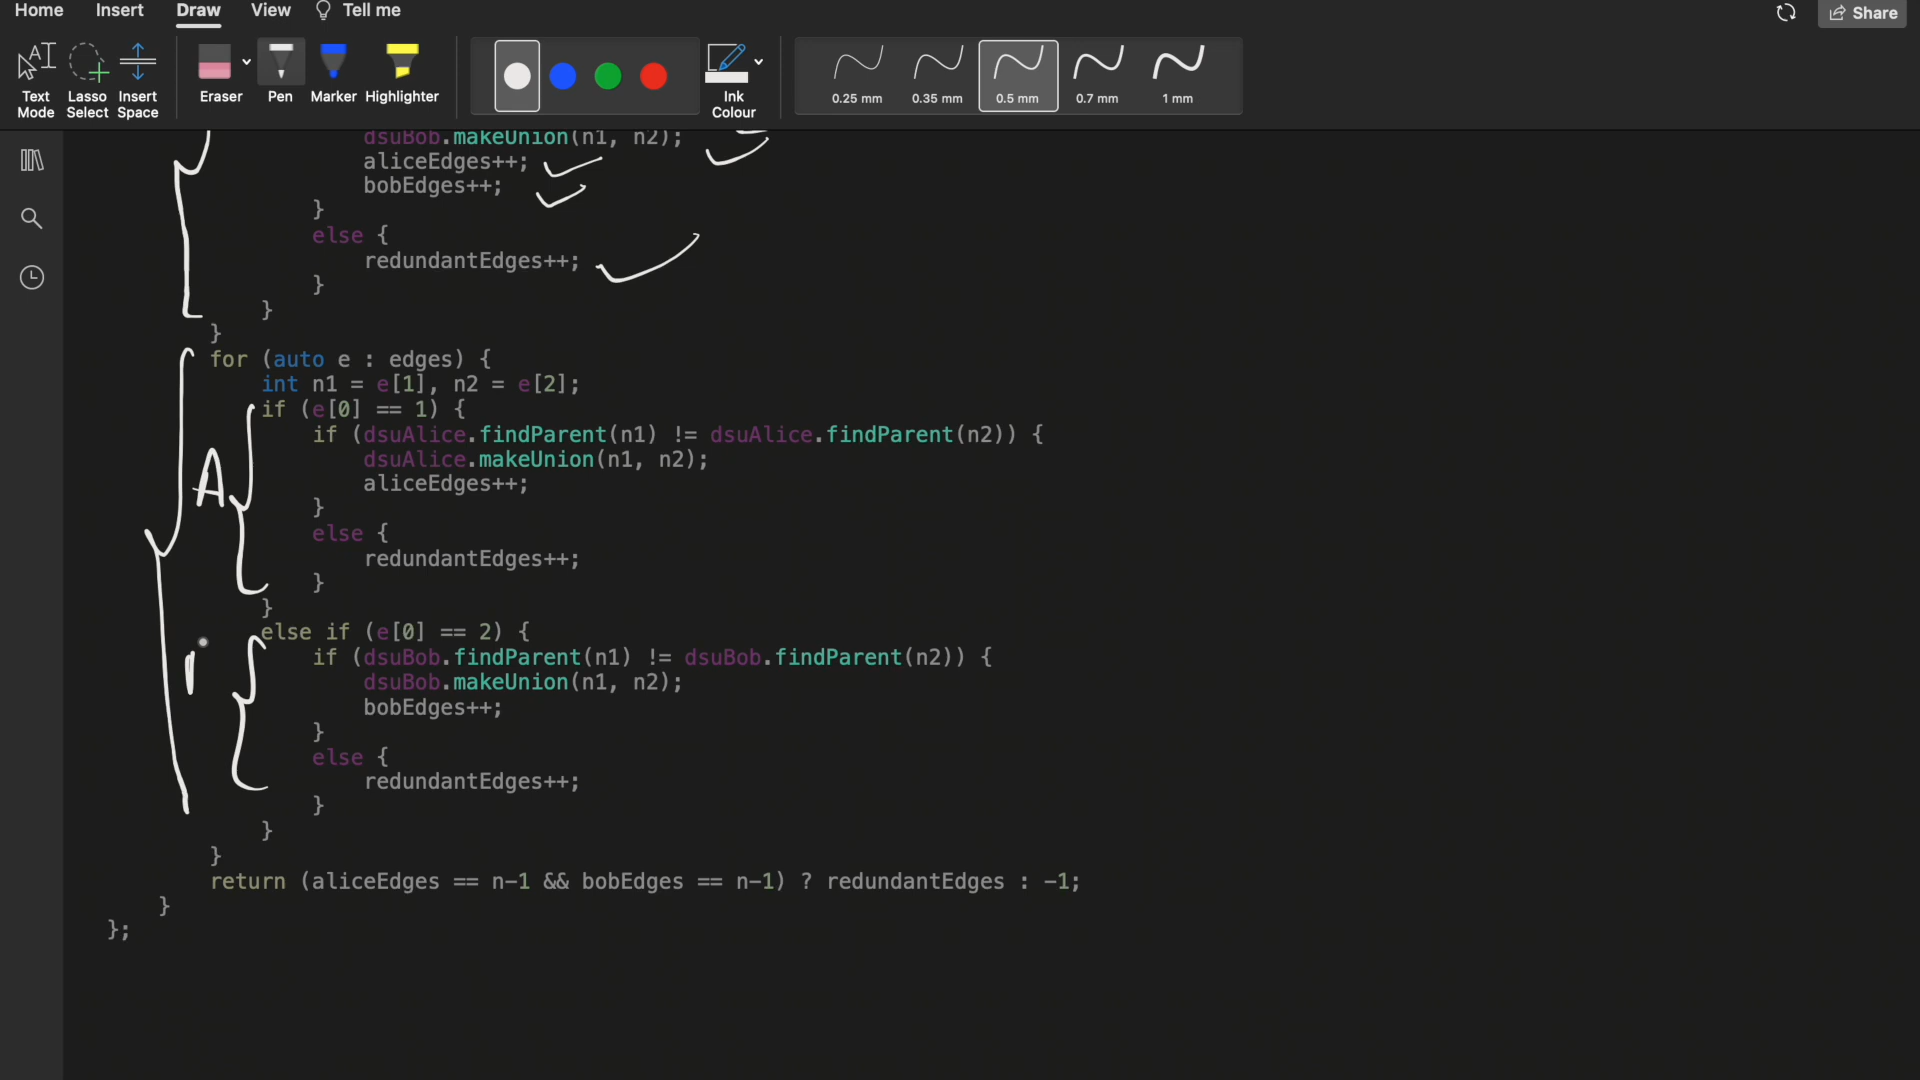 Home Insert Draw View Tell me Share
Text Mode Lasso Select Insert Space Eraser Pen Marker Highlighter Ink Colour 0.25 mm 0.35 mm 0.5 mm 0.7 mm 1 mm
dsuBob.makeUnion(n1, n2);
aliceEdges++;
bobEdges++;
}
else {
redundantEdges++;
}
}
}
for (auto e : edges) {
int n1 = e[1], n2 = e[2];
if (e[0] == 1) {
if (dsuAlice.findParent(n1) != dsuAlice.findParent(n2)) {
dsuAlice.makeUnion(n1, n2);
A aliceEdges++;
}
else {
redundantEdges++;
}
}
else if (e[0] == 2) {
if (dsuBob.findParent(n1) != dsuBob.findParent(n2)) {
dsuBob.makeUnion(n1, n2);
bobEdges++;
}
else {
redundantEdges++;
}
}
}
return (aliceEdges == n-1 && bobEdges == n-1) ? redundantEdges : -1;
}
};